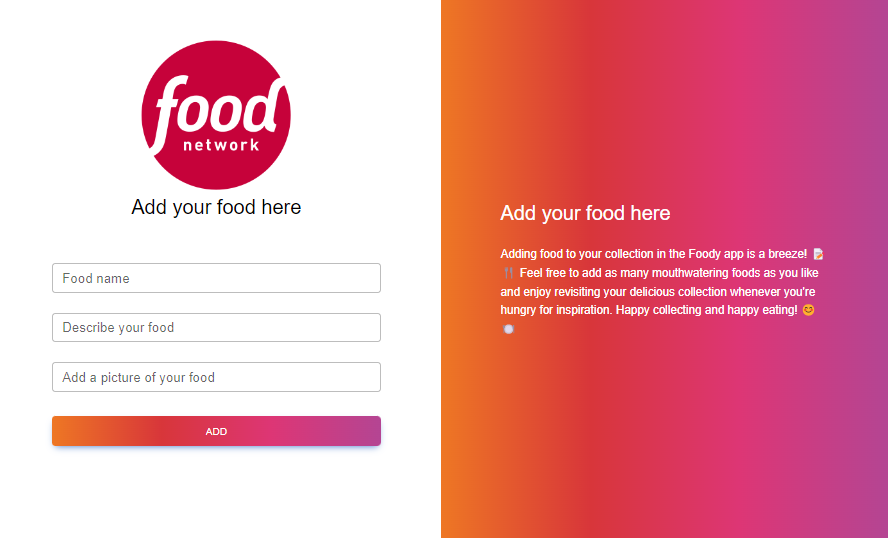 food
network
Add your food here
Food name
Describe your food
Add a picture of your food
ADD
Add your food here
Adding food to your collection in the Foody app is a breeze! 📝
🍴 Feel free to add as many mouthwatering foods as you like
and enjoy revisiting your delicious collection whenever you're
hungry for inspiration. Happy collecting and happy eating! 😊
🍽️